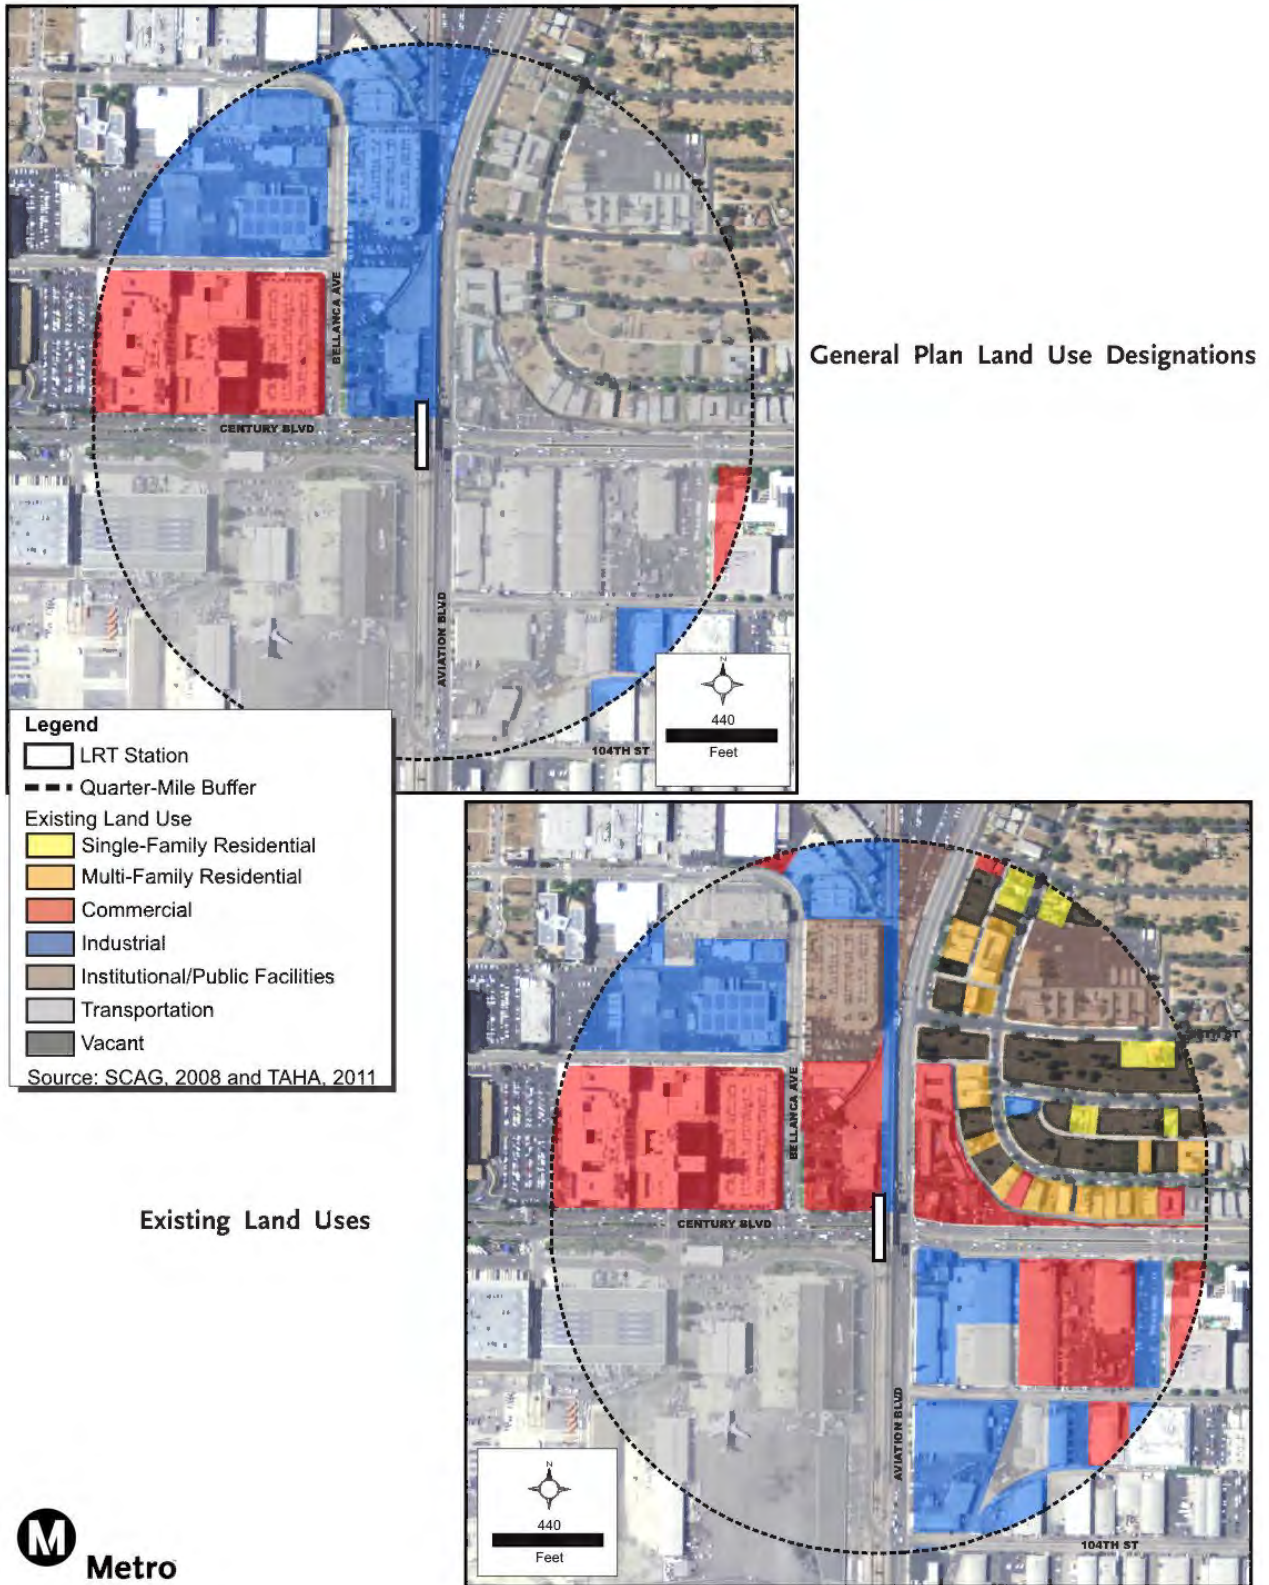 General Plan Land Use Designations
BELLANCA AVE
CENTURY BLVD
AVIATION BLVD
N
440
Feet
104TH ST
Legend
LRT Station
Quarter-Mile Buffer
Existing Land Use
Single-Family Residential
Multi-Family Residential
Commercial
Industrial
Institutional/Public Facilities
Transportation
Vacant
Source: SCAG, 2008 and TAHA, 2011
BELLANCA AVE
Existing Land Uses
CENTURY BLVD
AVIATION BLVD
N
440
Feet
104TH ST
M
Metro